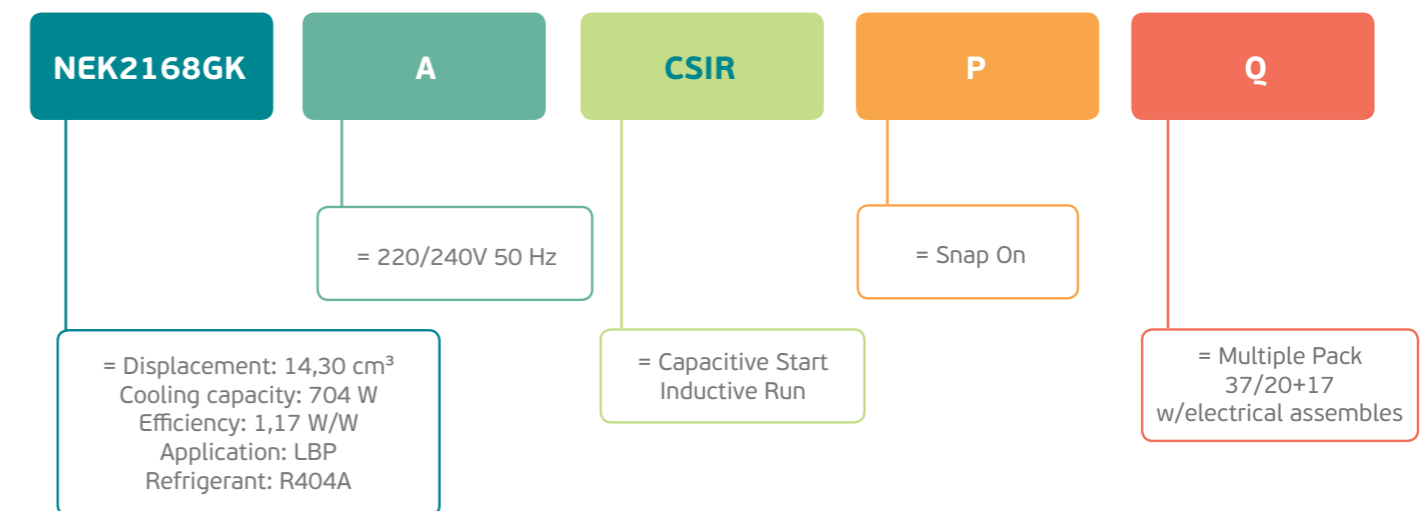 NEK2168GK
A
CSIR
P
Q
= 220/240V 50 Hz
= Snap On
= Displacement: 14,30 cm³
Cooling capacity: 704 W
Efficiency: 1,17 W/W
Application: LBP
Refrigerant: R404A
= Capacitive Start
Inductive Run
= Multiple Pack
37/20+17
w/electrical assembles